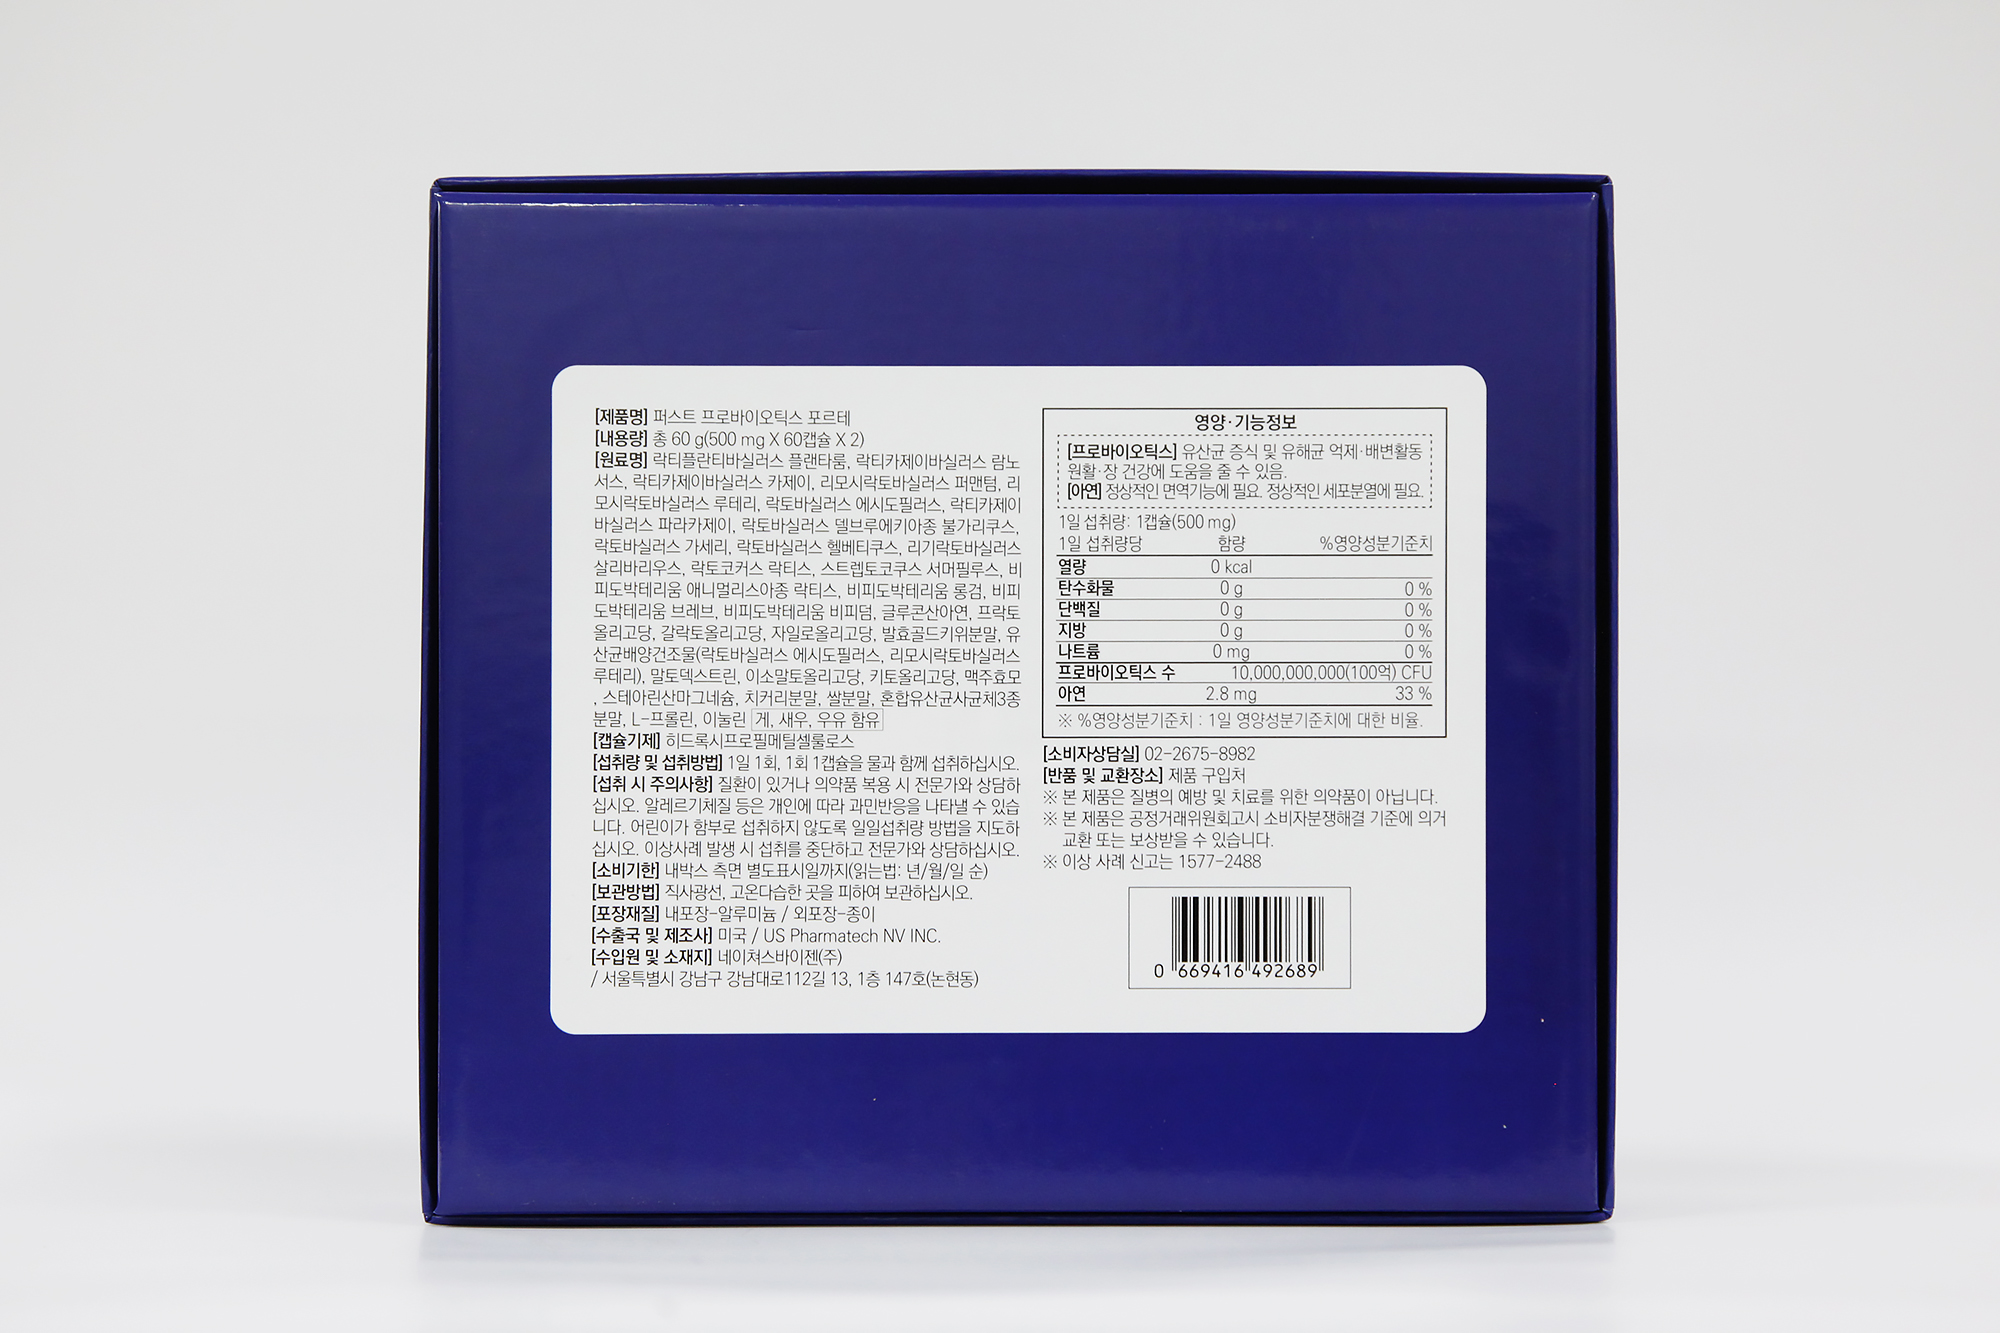 [제품명] 퍼스트 프로바이오틱스 포르테
[내용량] 총 60 g(500 mg X 60캡슐 X 2)
[원료명] 락티플란티바실러스 플랜타룸, 락티카제이바실러스 람노
서스, 락티카제이바실러스 카제이, 리모시락토바실러스 퍼맨텀, 리
모시락토바실러스 루테리, 락토바실러스 에시도필러스, 락티카제이
바실러스 파라카제이, 락토바실러스 델브루에키아종 불가리쿠스,
락토바실러스 가세리, 락토바실러스 헬베티쿠스, 리기락토바실러스
살리바리우스, 락토코커스 락티스, 스트렙토코쿠스 서머필루스, 비
피도박테리움 애니멀리스아종 락티스, 비피도박테리움 롱검, 비피
도박테리움 브레브, 비피도박테리움 비피덤, 글루콘산아연, 프락토
올리고당, 갈락토올리고당, 자일로올리고당, 발효골드키위분말, 유
산균배양건조물(락토바실러스 에시도필러스, 리모시락토바실러스
루테리), 말토덱스트린, 이소말토올리고당, 키토올리고당, 맥주효모
, 스테아린산마그네슘, 치커리분말, 쌀분말, 혼합유산균사균체3종
분말, L-프롤린, 이눌린 게, 새우, 우유 함유
[캡슐기제] 히드록시프로필메틸셀룰로스
[섭취량 및 섭취방법] 1일 1회, 1회 1캡슐을 물과 함께 섭취하십시오.
[섭취 시 주의사항] 질환이 있거나 의약품 복용 시 전문가와 상담하
십시오. 알레르기체질 등은 개인에 따라 과민반응을 나타낼 수 있습
니다. 어린이가 함부로 섭취하지 않도록 일일섭취량 방법을 지도하
십시오. 이상사례 발생 시 섭취를 중단하고 전문가와 상담하십시오.
[소비기한] 내박스 측면 별도표시일까지(읽는법: 년/월/일 순)
[보관방법] 직사광선, 고온다습한 곳을 피하여 보관하십시오.
[포장재질] 내포장-알루미늄 / 외포장-종이
[수출국 및 제조사] 미국 / US Pharmatech NV INC.
[수입원 및 소재지] 네이쳐스바이젠(주)
/ 서울특별시 강남구 강남대로112길 13, 1층 147호(논현동)
영양·기능정보
[프로바이오틱스] 유산균 증식 및 유해균 억제·배변활동
원활·장 건강에 도움을 줄 수 있음.
[아연] 정상적인 면역기능에 필요. 정상적인 세포분열에 필요.
1일 섭취량: 1캡슐(500 mg)
1일 섭취량당 함량 %영양성분기준치
열량 0 kcal
탄수화물 0 g 0 %
단백질 0 g 0 %
지방 0 g 0 %
나트륨 0 mg 0 %
프로바이오틱스 수 10,000,000,000(100억) CFU
아연 2.8 mg 33 %
※ %영양성분기준치 : 1일 영양성분기준치에 대한 비율.
[소비자상담실] 02-2675-8982
[반품 및 교환장소] 제품 구입처
※ 본 제품은 질병의 예방 및 치료를 위한 의약품이 아닙니다.
※ 본 제품은 공정거래위원회고시 소비자분쟁해결 기준에 의거
교환 또는 보상받을 수 있습니다.
※ 이상 사례 신고는 1577-2488
0 669416 492689